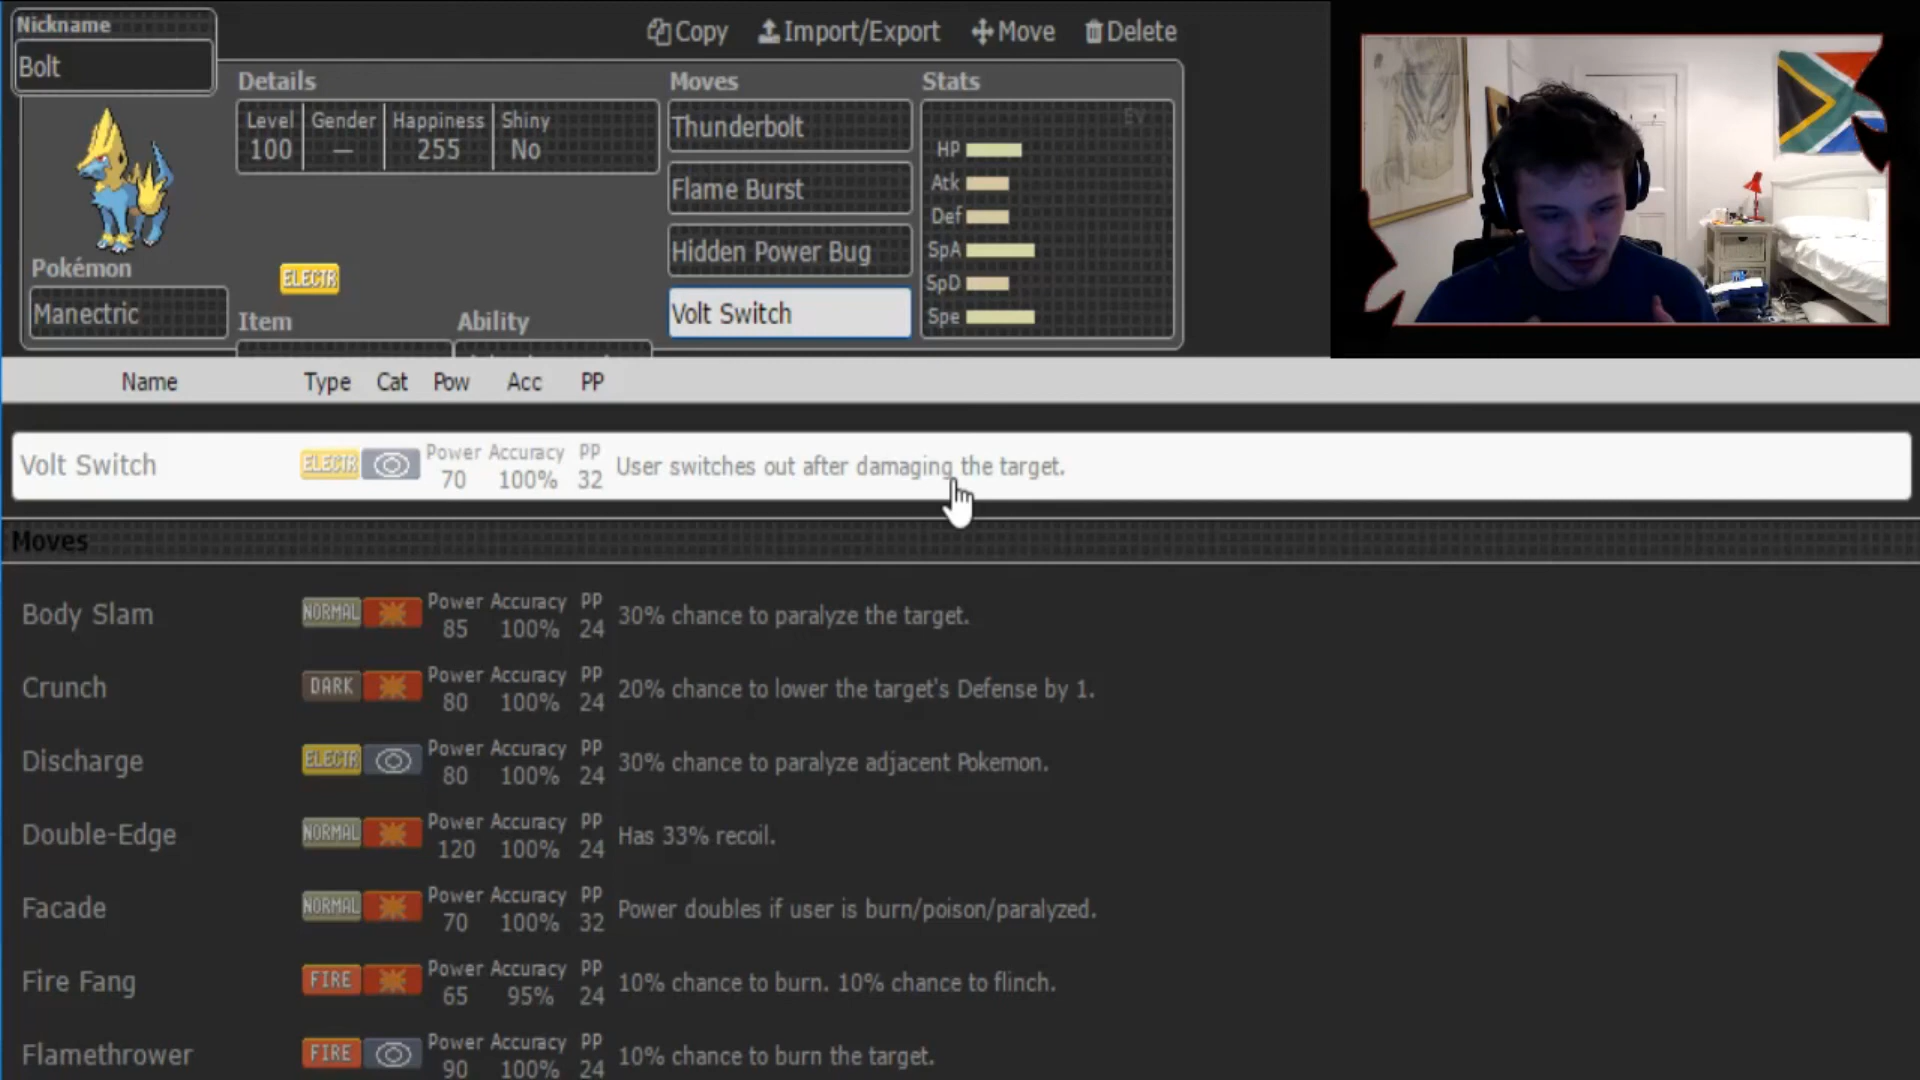 Nickname
Bolt
Copy Import/Export Move Delete
Details
Moves
Stats
Level Gender Happiness Shiny
100 — 255 No
EV
Thunderbolt
Flame Burst
Hidden Power Bug
Volt Switch
HP
Atk
Def
SpA
SpD
Spe
Pokémon
Manectric
ELECTR
Item
Ability
Name Type Cat Pow Acc PP
Volt Switch ELECTR Power 70 Accuracy 100% PP 32 User switches out after damaging the target.
Moves
Body Slam NORMAL Power 85 Accuracy 100% PP 24 30% chance to paralyze the target.
Crunch DARK Power 80 Accuracy 100% PP 24 20% chance to lower the target's Defense by 1.
Discharge ELECTR Power 80 Accuracy 100% PP 24 30% chance to paralyze adjacent Pokemon.
Double-Edge NORMAL Power 120 Accuracy 100% PP 24 Has 33% recoil.
Facade NORMAL Power 70 Accuracy 100% PP 32 Power doubles if user is burn/poison/paralyzed.
Fire Fang FIRE Power 65 Accuracy 95% PP 24 10% chance to burn. 10% chance to flinch.
Flamethrower FIRE Power 90 Accuracy 100% PP 24 10% chance to burn the target.